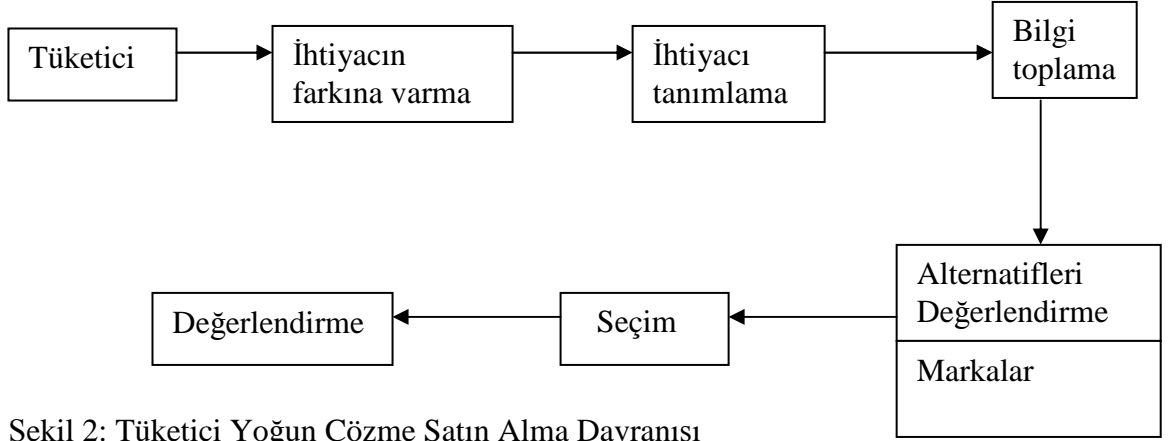 Tüketici
İhtiyacın
farkına varma
İhtiyacı
tanımlama
Bilgi
toplama
Alternatifleri
Değerlendirme
Markalar
Seçim
Değerlendirme
Şekil 2: Tüketici Yoğun Çözme Satın Alma Davranışı